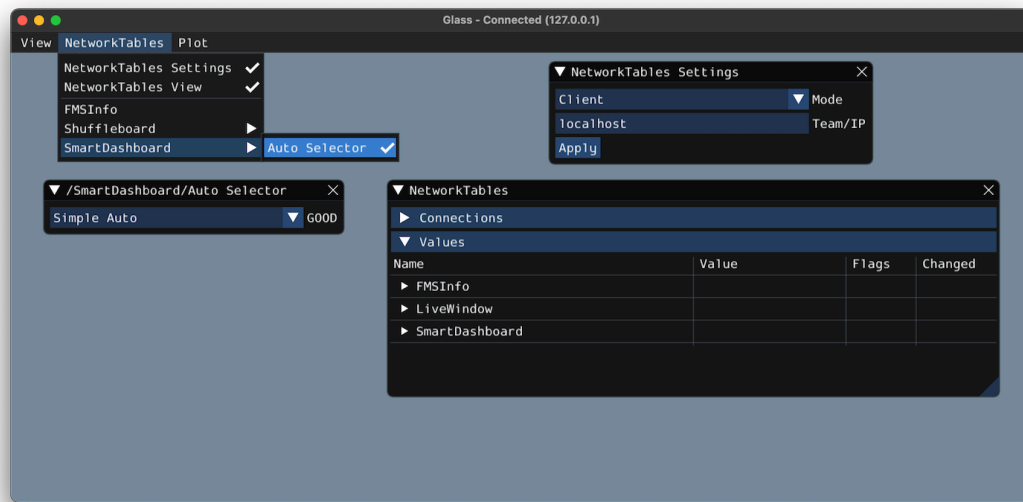 Glass - Connected (127.0.0.1)
View NetworkTables Plot
NetworkTables Settings
NetworkTables View
FMSInfo
Shuffleboard
SmartDashboard
Auto Selector
NetworkTables Settings
Client Mode
localhost Team/IP
Apply
/SmartDashboard/Auto Selector
Simple Auto GOOD
NetworkTables
Connections
Values
Name Value Flags Changed
FMSInfo
LiveWindow
SmartDashboard